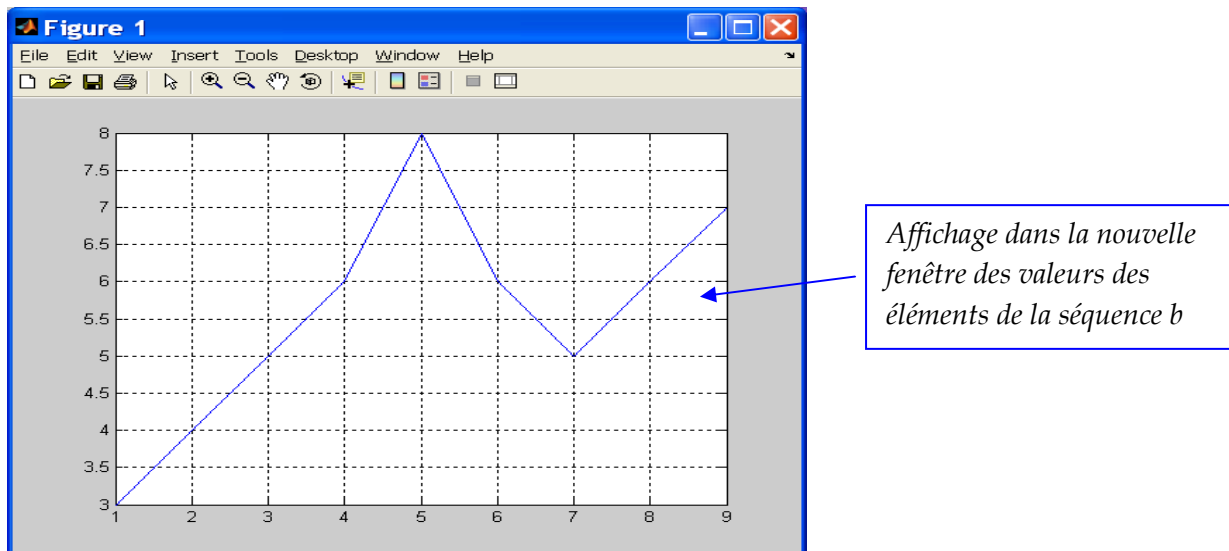 Figure 1
File Edit View Insert Tools Desktop Window Help
8
7.5
7
6.5
6
5.5
5
4.5
4
3.5
3
1 2 3 4 5 6 7 8 9
Affichage dans la nouvelle
fenêtre des valeurs des
éléments de la séquence b